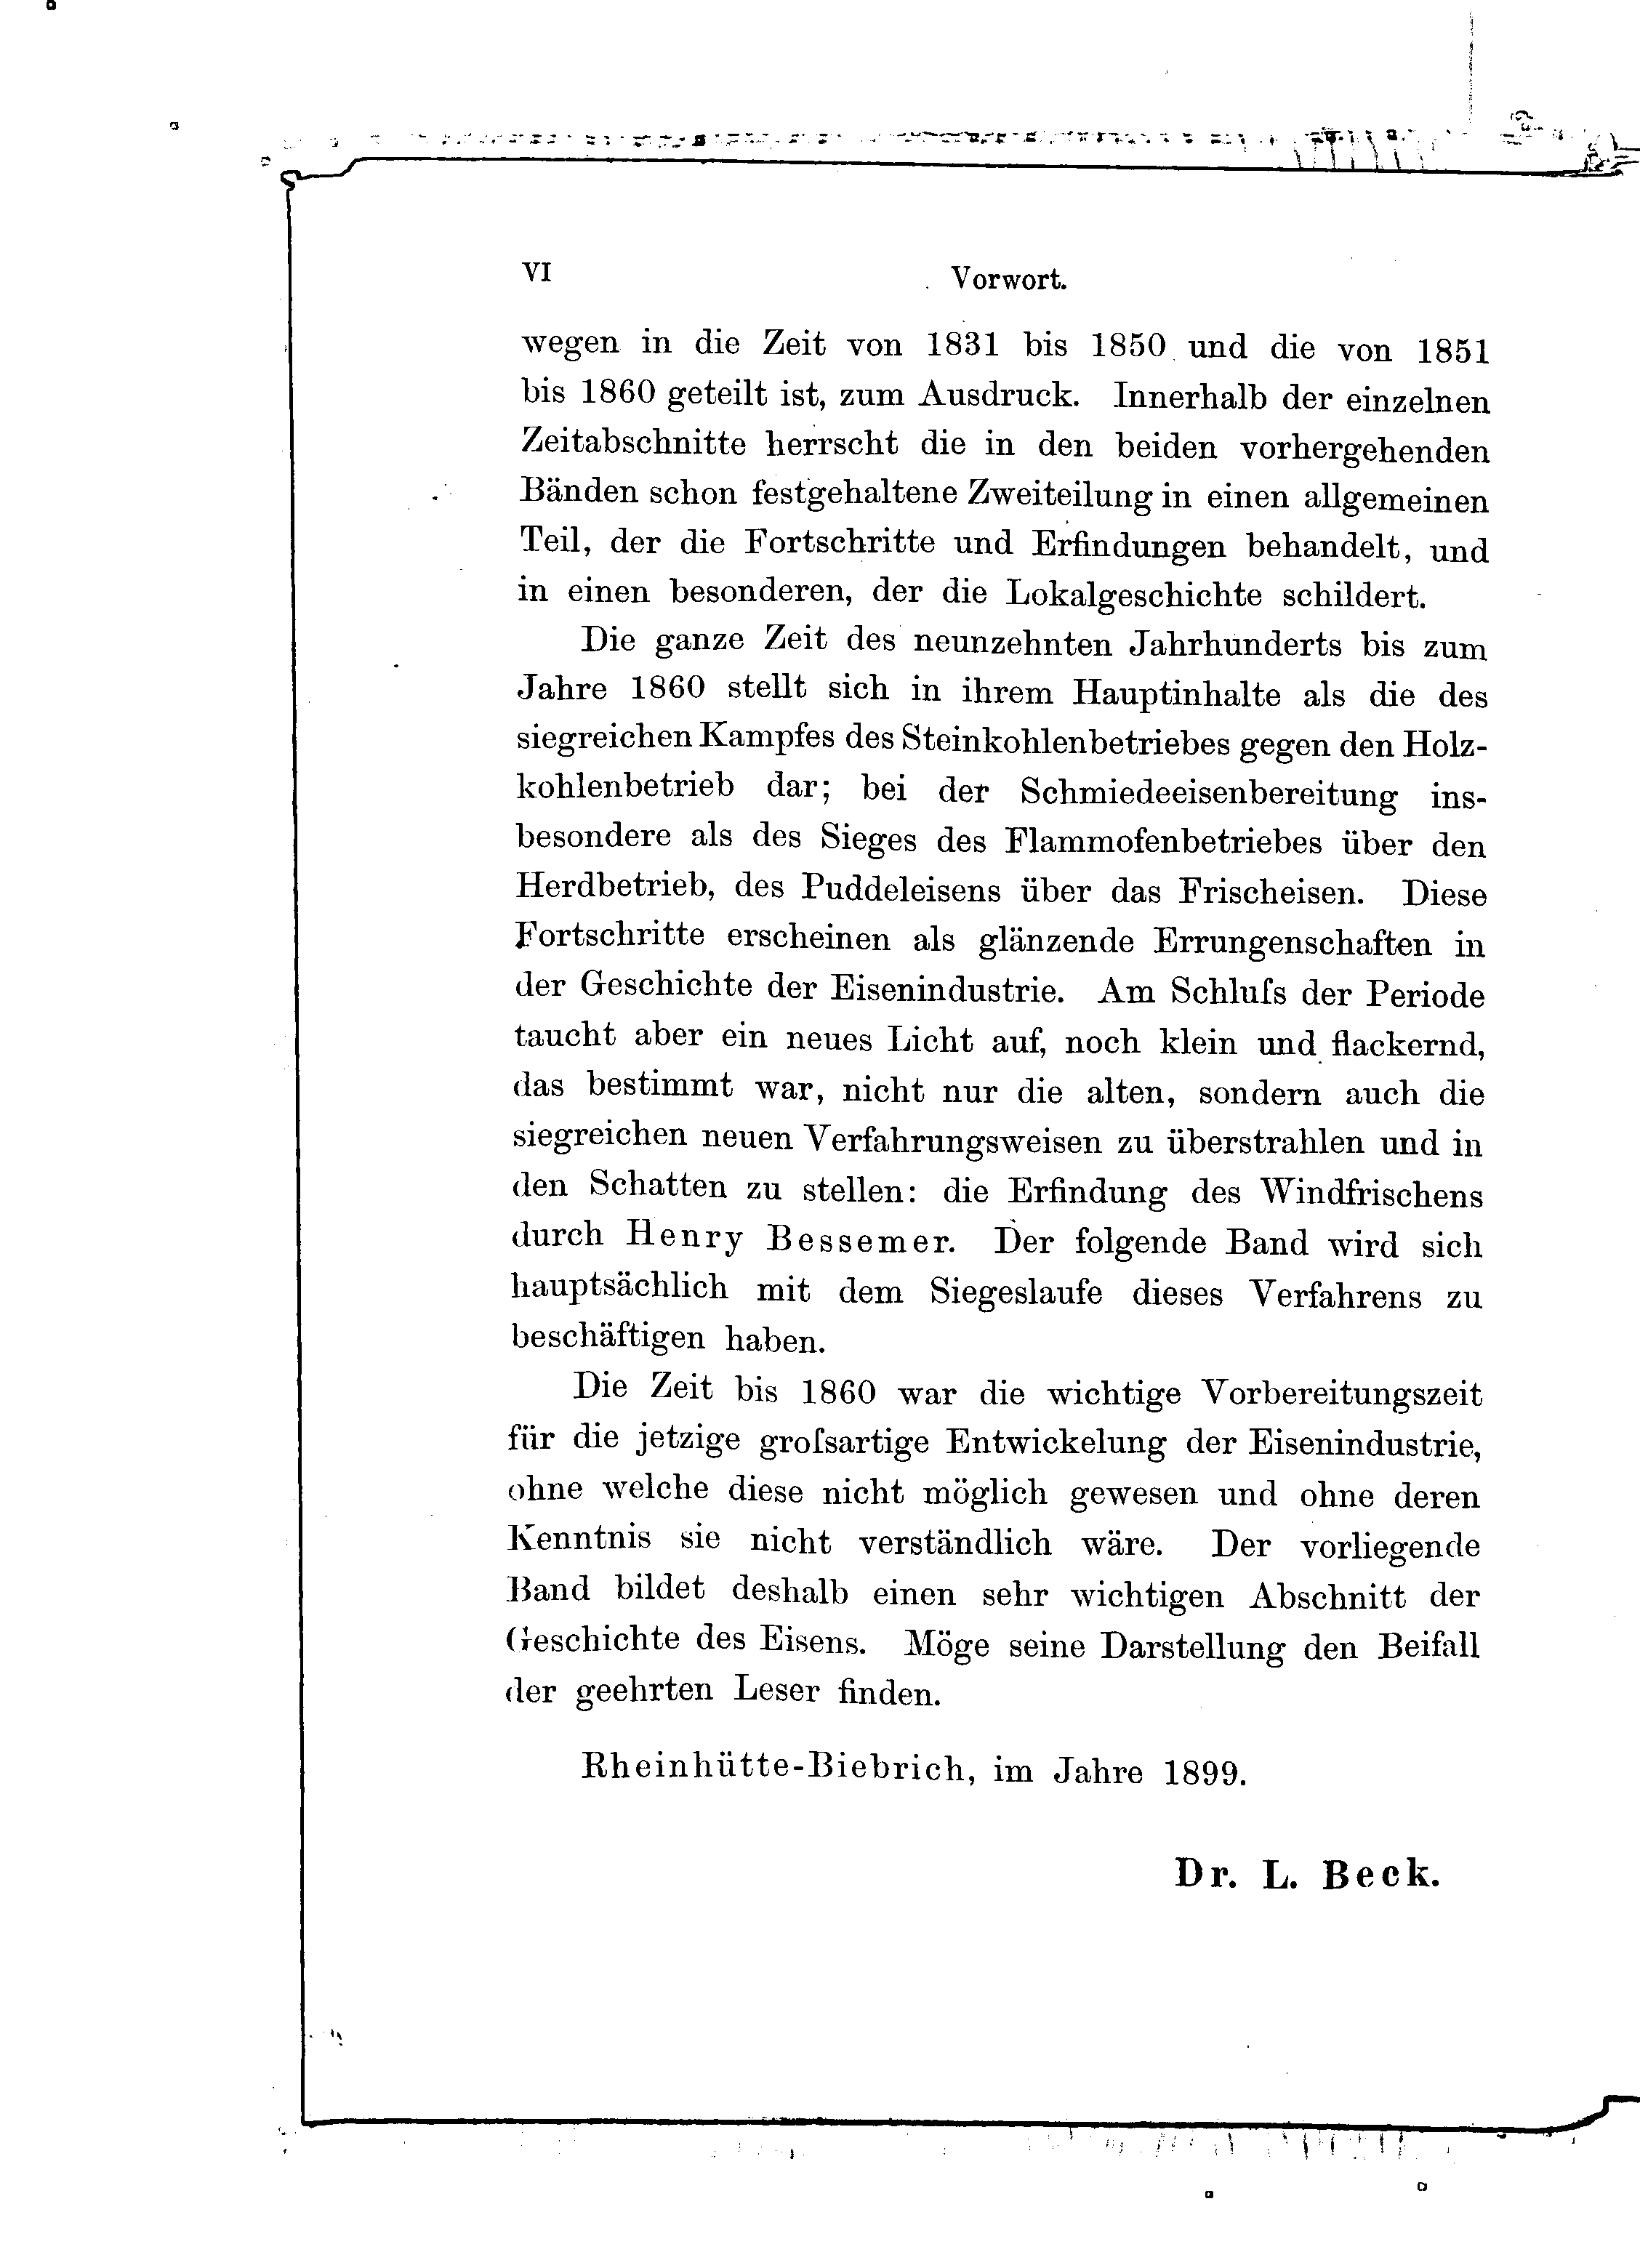 VI
Vorwort.
wegen in die Zeit von 1831 bis 1850 und die von 1851
bis 1860 geteilt ist, zum Ausdruck. Innerhalb der einzelnen
Zeitabschnitte herrscht die in den beiden vorhergehenden
Bänden schon festgehaltene Zweiteilung in einen allgemeinen
Teil, der die Fortschritte und Erfindungen behandelt, und
in einen besonderen, der die Lokalgeschichte schildert.
Die ganze Zeit des neunzehnten Jahrhunderts bis zum
Jahre 1860 stellt sich in ihrem Hauptinhalte als die des
siegreichen Kampfes des Steinkohlenbetriebes gegen den Holz-
kohlenbetrieb dar; bei der Schmiedeeisenbereitung ins-
besondere als des Sieges des Flammofenbetriebes über den
Herdbetrieb, des Puddeleisens über das Frischeisen. Diese
Fortschritte erscheinen als glänzende Errungenschaften in
der Geschichte der Eisenindustrie. Am Schluſs der Periode
taucht aber ein neues Licht auf, noch klein und flackernd,
das bestimmt war, nicht nur die alten, sondern auch die
siegreichen neuen Verfahrungsweisen zu überstrahlen und in
den Schatten zu stellen: die Erfindung des Windfrischens
durch Henry Bessemer. Der folgende Band wird sich
hauptsächlich mit dem Siegeslaufe dieses Verfahrens zu
beschäftigen haben.
Die Zeit bis 1860 war die wichtige Vorbereitungszeit
für die jetzige groſsartige Entwickelung der Eisenindustrie,
ohne welche diese nicht möglich gewesen und ohne deren
Kenntnis sie nicht verständlich wäre. Der vorliegende
Band bildet deshalb einen sehr wichtigen Abschnitt der
Geschichte des Eisens. Möge seine Darstellung den Beifall
der geehrten Leser finden.
Rheinhütte-Biebrich, im Jahre 1899.
Dr. L. Beck.